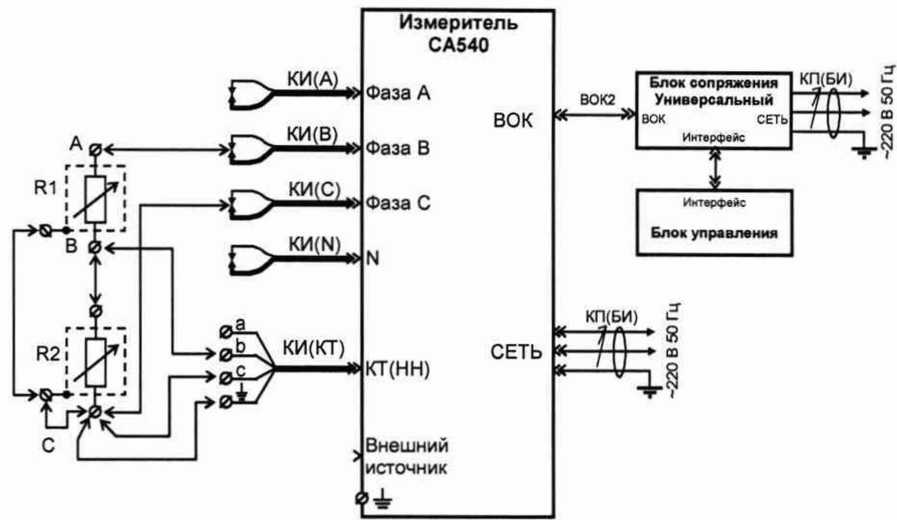 Измеритель
СА540
КИ(А)
Фаза А
КИ(В)
Фаза В
КИ(С)
Фаза С
КИ(N)
N
КИ(КТ)
КТ(НН)
Внешний
источник
ВОК
СЕТЬ
ВОК2
Блок сопряжения
Универсальный
ВОК
СЕТЬ
Интерфейс
КП(БИ)
~220 В 50 Гц
Интерфейс
Блок управления
КП(БИ)
~220 В 50 Гц
A
R1
B
R2
C
a
b
c